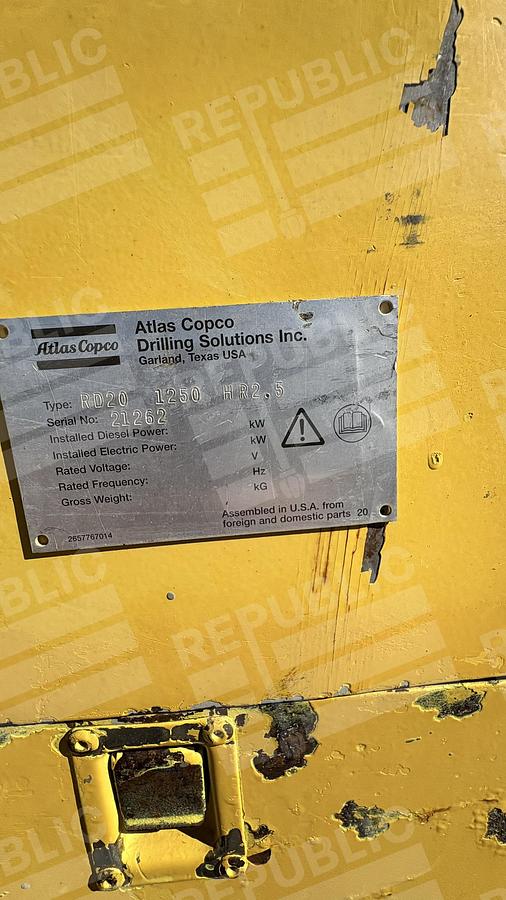 Atlas Copco
Atlas Copco
Drilling Solutions Inc.
Garland, Texas USA
Type: RD20 1250 HR2.5
Serial No: 21262
Installed Diesel Power: kW
Installed Electric Power: kW
Rated Voltage: V
Rated Frequency: Hz
Gross Weight: kG
Assembled in U.S.A. from
foreign and domestic parts 20
2657767014
REPUBLIC